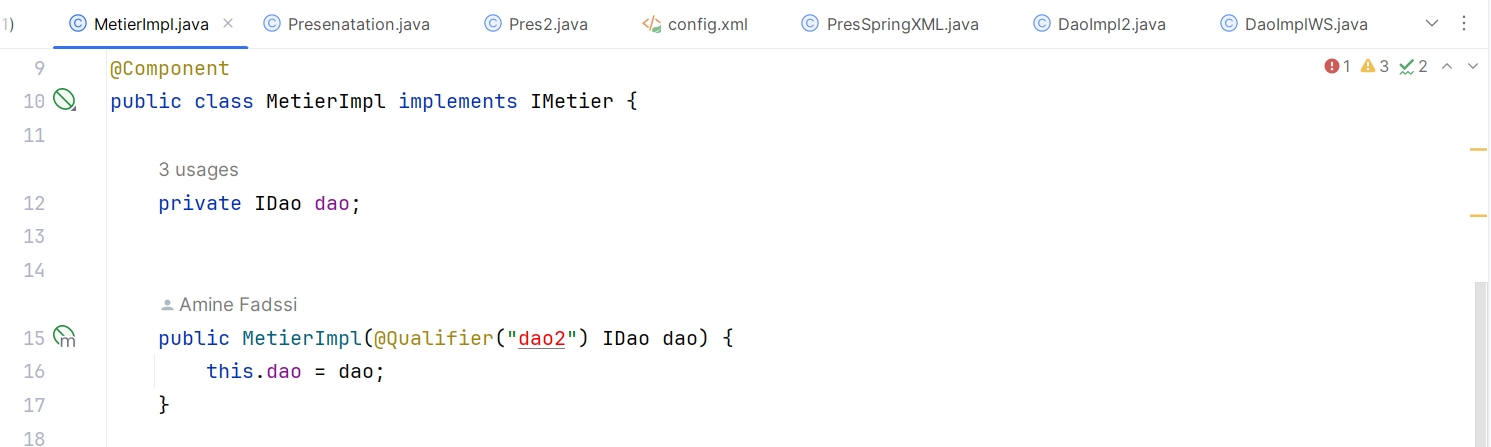 1)
MetierImpl.java
Presenatation.java
Pres2.java
config.xml
PresSpringXML.java
DaoImpl2.java
DaoImplWS.java
1 3 2
9 @Component
10 public class MetierImpl implements IMetier {
11
3 usages
12 private IDao dao;
13
14
Amine Fadssi
15 public MetierImpl(@Qualifier("dao2") IDao dao) {
16 this.dao = dao;
17 }
18